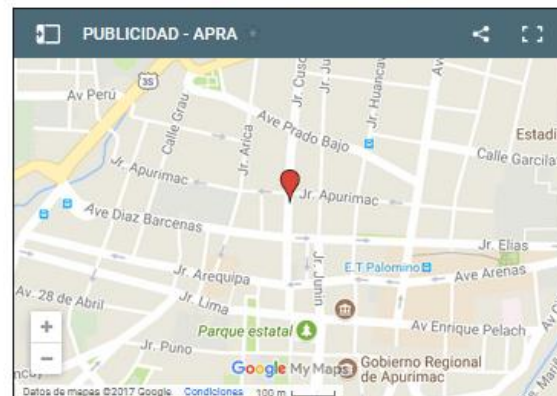 PUBLICIDAD - APRA
3S
Av Perú
Calle Grau
Jr. Arica
Jr. Cusc
Jr. Ju
Jr. Huancav
Av
Ave Prado Bajo
Estadi
Calle Garcila
Jr. Apurimac
Jr. Apurimac
Ave Diaz Barcenas
Jr. Elias
Jr. Arequipa
Jr. Junin
E.T Palomino
Ave Arenas
Av. 28 de Abril
Jr. Lima
Parque estatal
Av Enrique Pelach
Jr. Puno
Google My Maps
Gobierno Regional
de Apurimac
Datos de mapas ©2017 Google
Condiciones
100 m